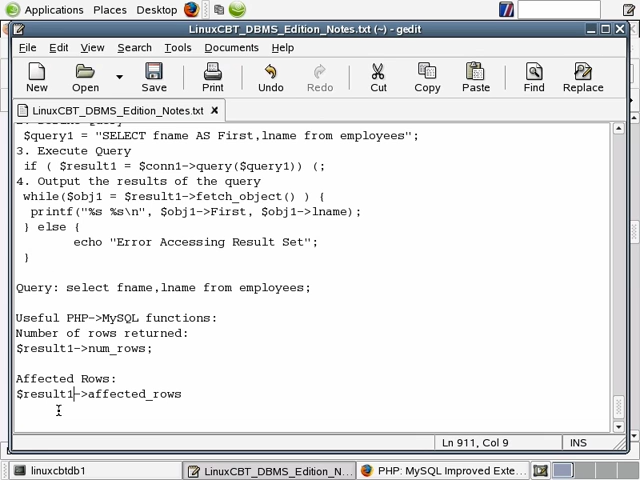 Applications Places Desktop
LinuxCBT_DBMS_Edition_Notes.txt (~) - gedit
File Edit View Search Tools Documents Help
New Open Save Print Undo Redo Cut Copy Paste Find Replace
LinuxCBT_DBMS_Edition_Notes.txt
$query1 = "SELECT fname AS First,lname from employees";
3. Execute Query
if ( $result1 = $conn1->query($query1)) (;
4. Output the results of the query
while($obj1 = $result1->fetch_object() ) {
printf("%s %s\n", $obj1->First, $obj1->lname);
} else {
echo "Error Accessing Result Set";
}
Query: select fname,lname from employees;
Useful PHP->MySQL functions:
Number of rows returned:
$result1->num_rows;
Affected Rows:
$result1->affected_rows
Ln 911, Col 9 INS
linuxcbtdb1 LinuxCBT_DBMS_Edition_N... PHP: MySQL Improved Exte...